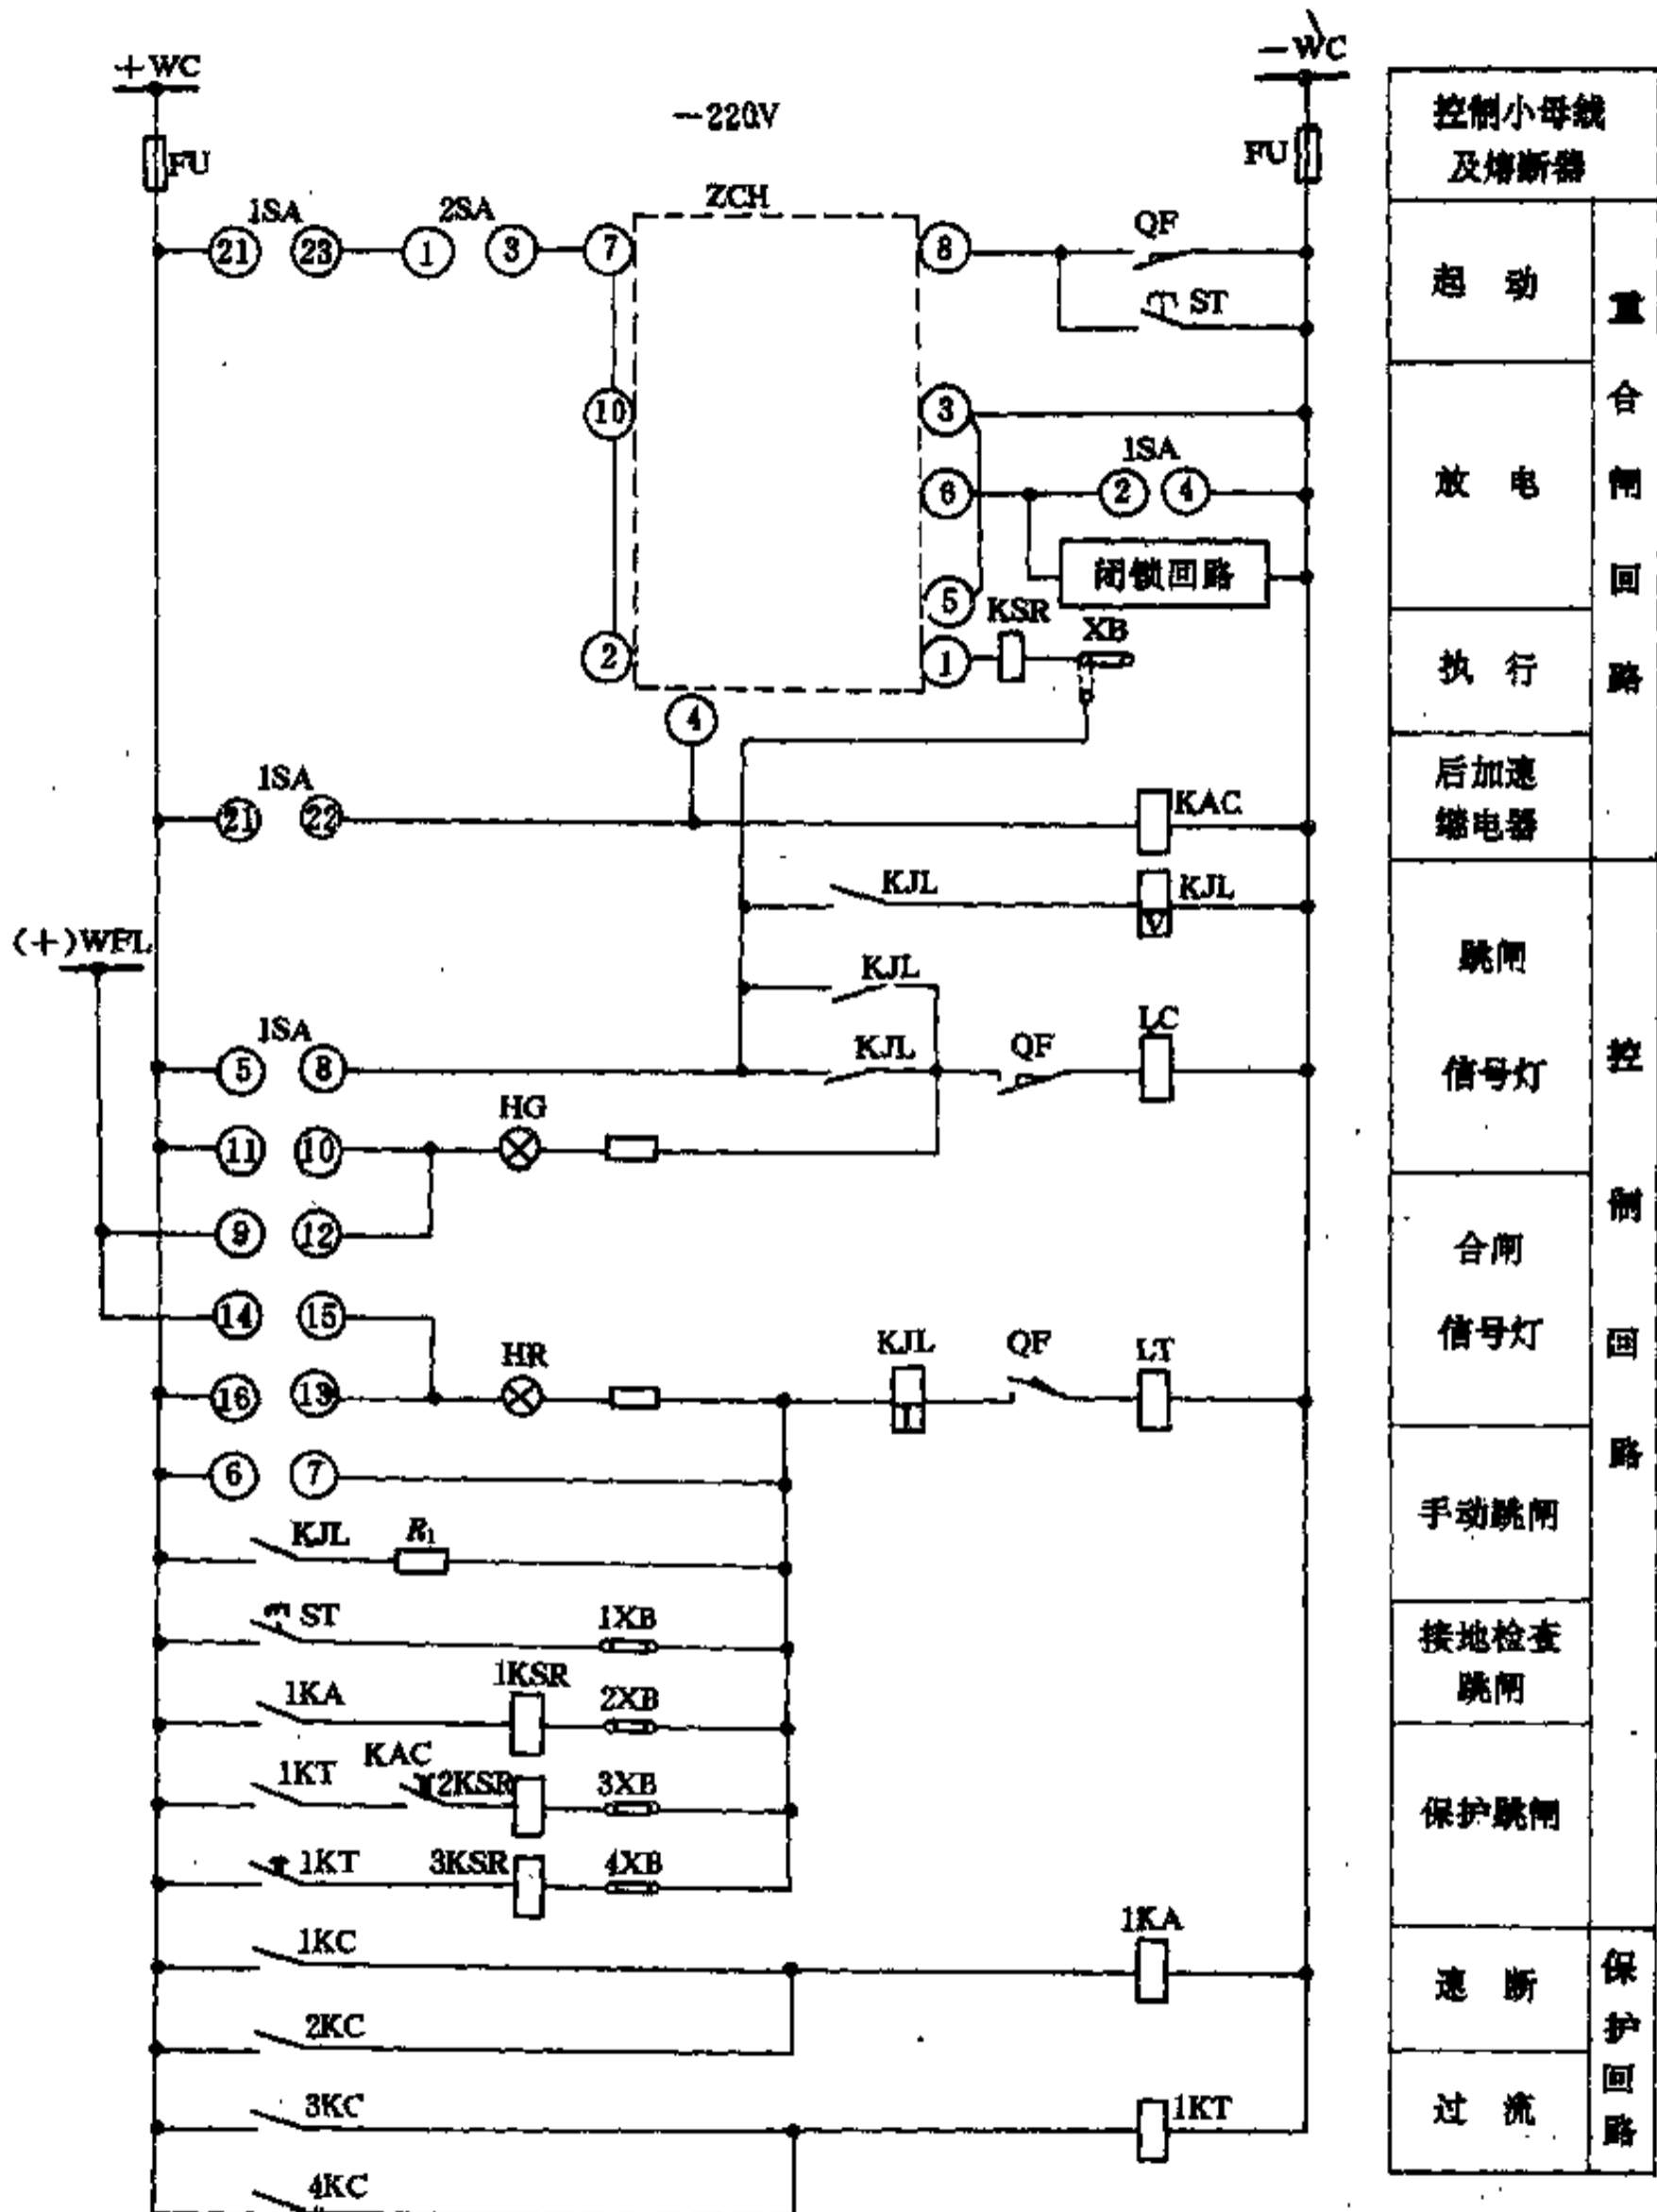 +WC
-WC
-220V
FU
FU
控制小母线
及熔断器
1SA
2SA
ZCH
QF
21 23 1 3 7
8
ST
起动
10
3
1SA
6
2 4
放电
闭锁回路
5
KSR
XB
2
1
执行
4
重合闸回路
1SA
21 22
KAC
后加速
继电器
KJL
KJL
V
(+)WFL
KJL
跳闸
信号灯
1SA
5 8
KJL
QF
LC
HG
11 10
9 12
合闸
信号灯
14 15
HR
KJL
QF
LT
16 13
I
6 7
手动跳闸
KJL
R1
ST
1XB
接地检查
跳闸
1KA
1KSR
2XB
1KT
KAC
2KSR
3XB
保护跳闸
1KT
3KSR
4XB
控制回路
1KC
1KA
速断
2KC
3KC
1KT
过流
4KC
保护回路